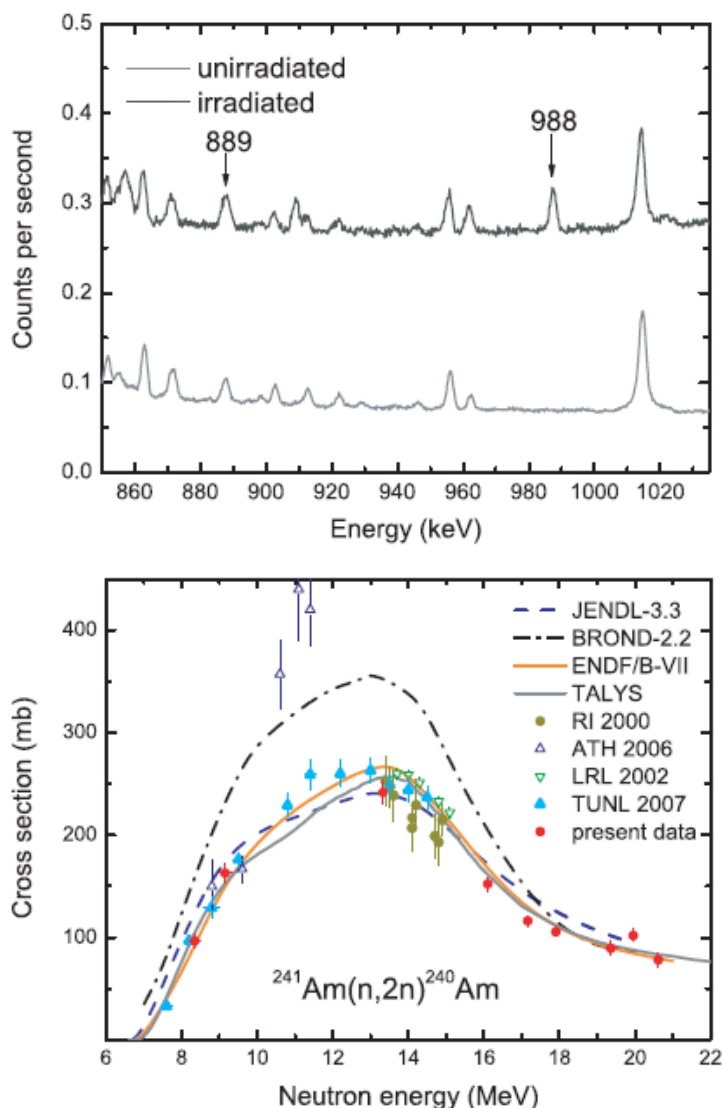 0.5
unirradiated
irradiated
0.4
889
988
0.3
0.2
0.1
0.0
Counts per second
860 880 900 920 940 960 980 1000 1020
Energy (keV)
JENDL-3.3
BROND-2.2
ENDF/B-VII
TALYS
RI 2000
ATH 2006
LRL 2002
TUNL 2007
present data
400
300
200
100
Cross section (mb)
²⁴¹Am(n,2n)²⁴⁰Am
6 8 10 12 14 16 18 20 22
Neutron energy (MeV)